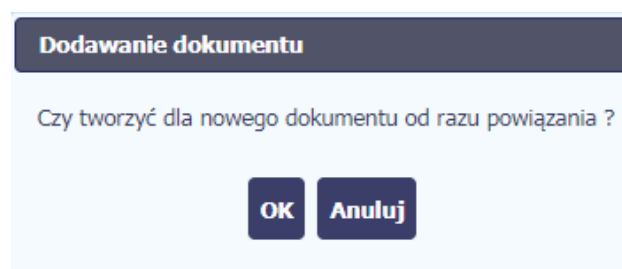 Dodawanie dokumentu
Czy tworzyć dla nowego dokumentu od razu powiązania ?
OK Anuluj